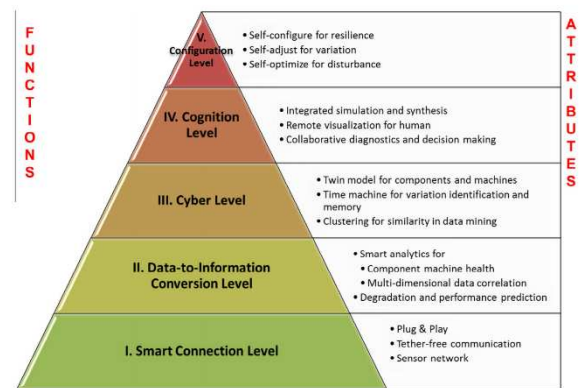 FUNCTIONS
ATTRIBUTES
V.
Configuration
Level
• Self-configure for resilience
• Self-adjust for variation
• Self-optimize for disturbance
IV. Cognition
Level
• Integrated simulation and synthesis
• Remote visualization for human
• Collaborative diagnostics and decision making
III. Cyber Level
• Twin model for components and machines
• Time machine for variation identification and
memory
• Clustering for similarity in data mining
II. Data-to-Information
Conversion Level
• Smart analytics for
• Component machine health
• Multi-dimensional data correlation
• Degradation and performance prediction
I. Smart Connection Level
• Plug & Play
• Tether-free communication
• Sensor network